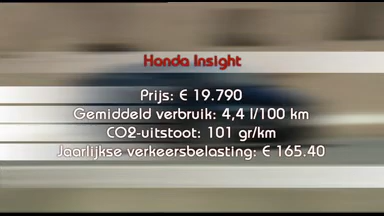 Honda Insight
Prijs: € 19.790
Gemiddeld verbruik: 4,4 l/100 km
CO2-uitstoot: 101 gr/km
Jaarlijkse verkeersbelasting: € 165.40